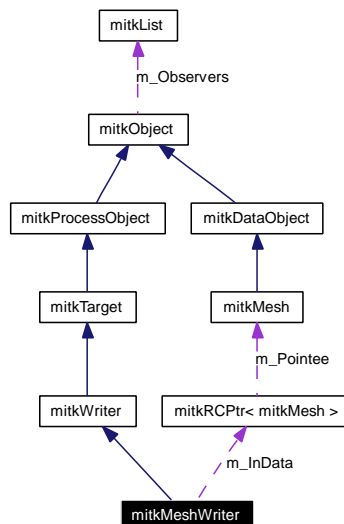 mitkList
m_Observers
mitkObject
mitkProcessObject
mitkDataObject
mitkTarget
mitkMesh
m_Pointee
mitkWriter
mitkRCPtr< mitkMesh >
m_InData
mitkMeshWriter